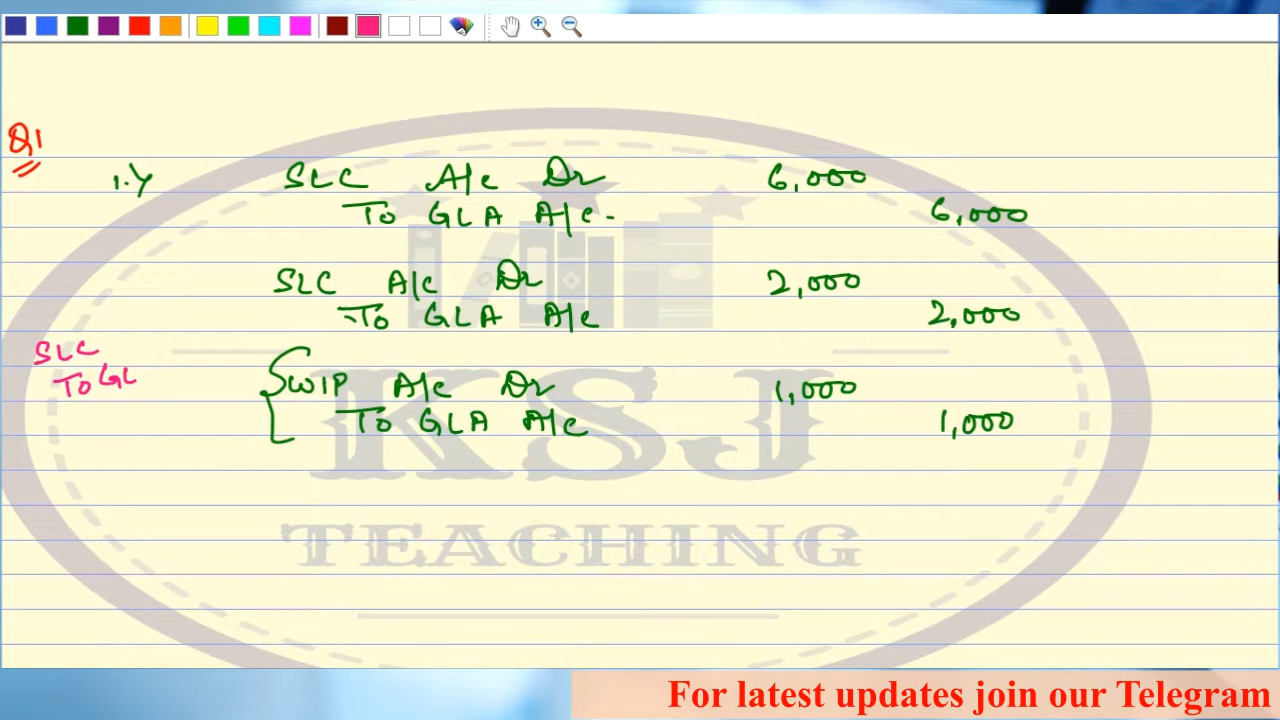 Q1
1.Y SLC A/c Dr 6,000
To GLA A/c. 6,000
SLC A/c Dr 2,000
To GLA A/c 2,000
SLC
To GL
WIP A/c Dr 1,000
To GLA A/c 1,000
KSJ
TEACHING
For latest updates join our Telegram